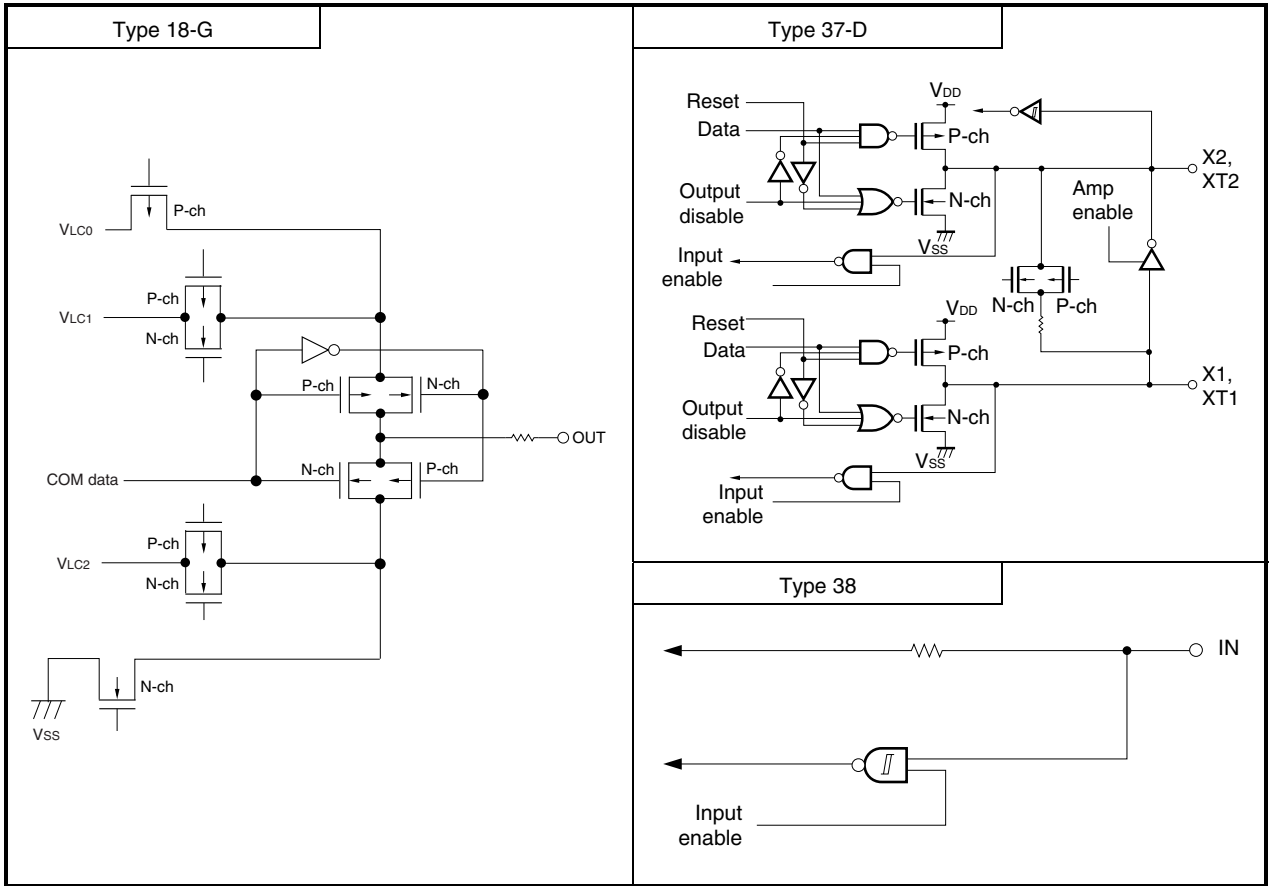 Type 18-G
P-ch
VLC0
P-ch
VLC1
N-ch
P-ch
N-ch
OUT
N-ch
P-ch
COM data
P-ch
VLC2
N-ch
N-ch
VSS
Type 37-D
Reset
VDD
Data
P-ch
X2,
XT2
Amp
enable
Output
disable
N-ch
VSS
Input
enable
N-ch
P-ch
VDD
Reset
Data
P-ch
X1,
XT1
Output
disable
N-ch
VSS
Input
enable
Type 38
IN
Input
enable